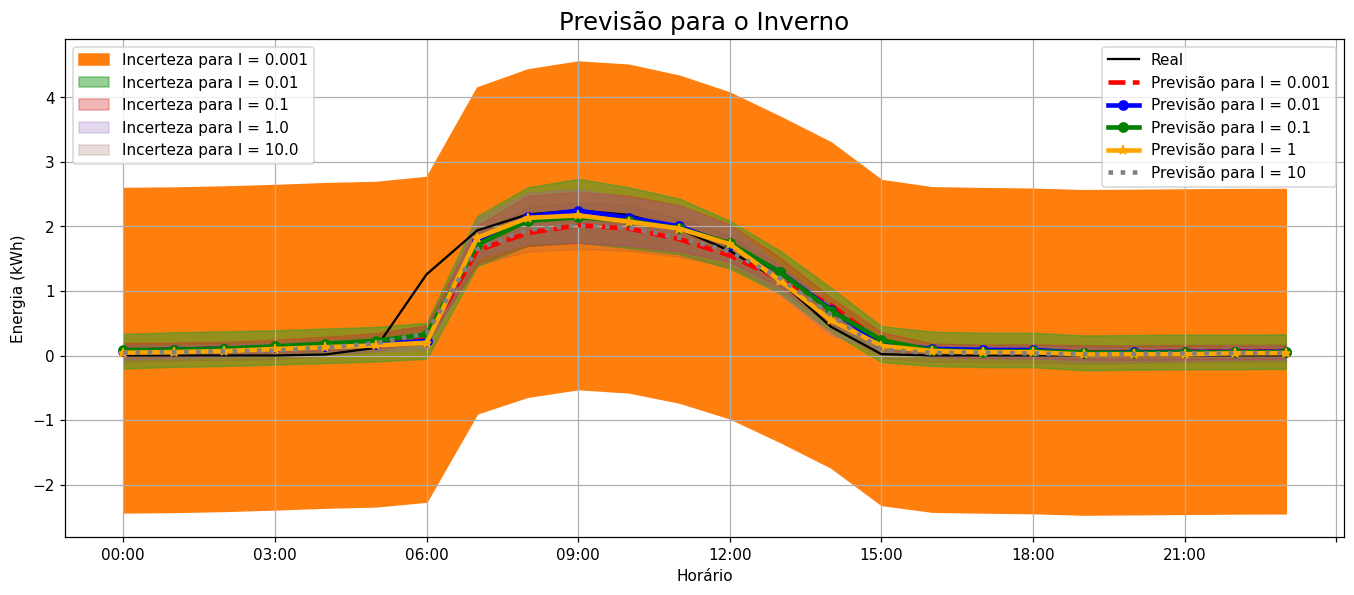 Previsão para o Inverno
Incerteza para l = 0.001
Incerteza para l = 0.01
Incerteza para l = 0.1
Incerteza para l = 1.0
Incerteza para l = 10.0
Real
Previsão para l = 0.001
Previsão para l = 0.01
Previsão para l = 0.1
Previsão para l = 1
Previsão para l = 10
Energia (kWh)
4
3
2
1
0
−1
−2
00:00
03:00
06:00
09:00
12:00
15:00
18:00
21:00
Horário